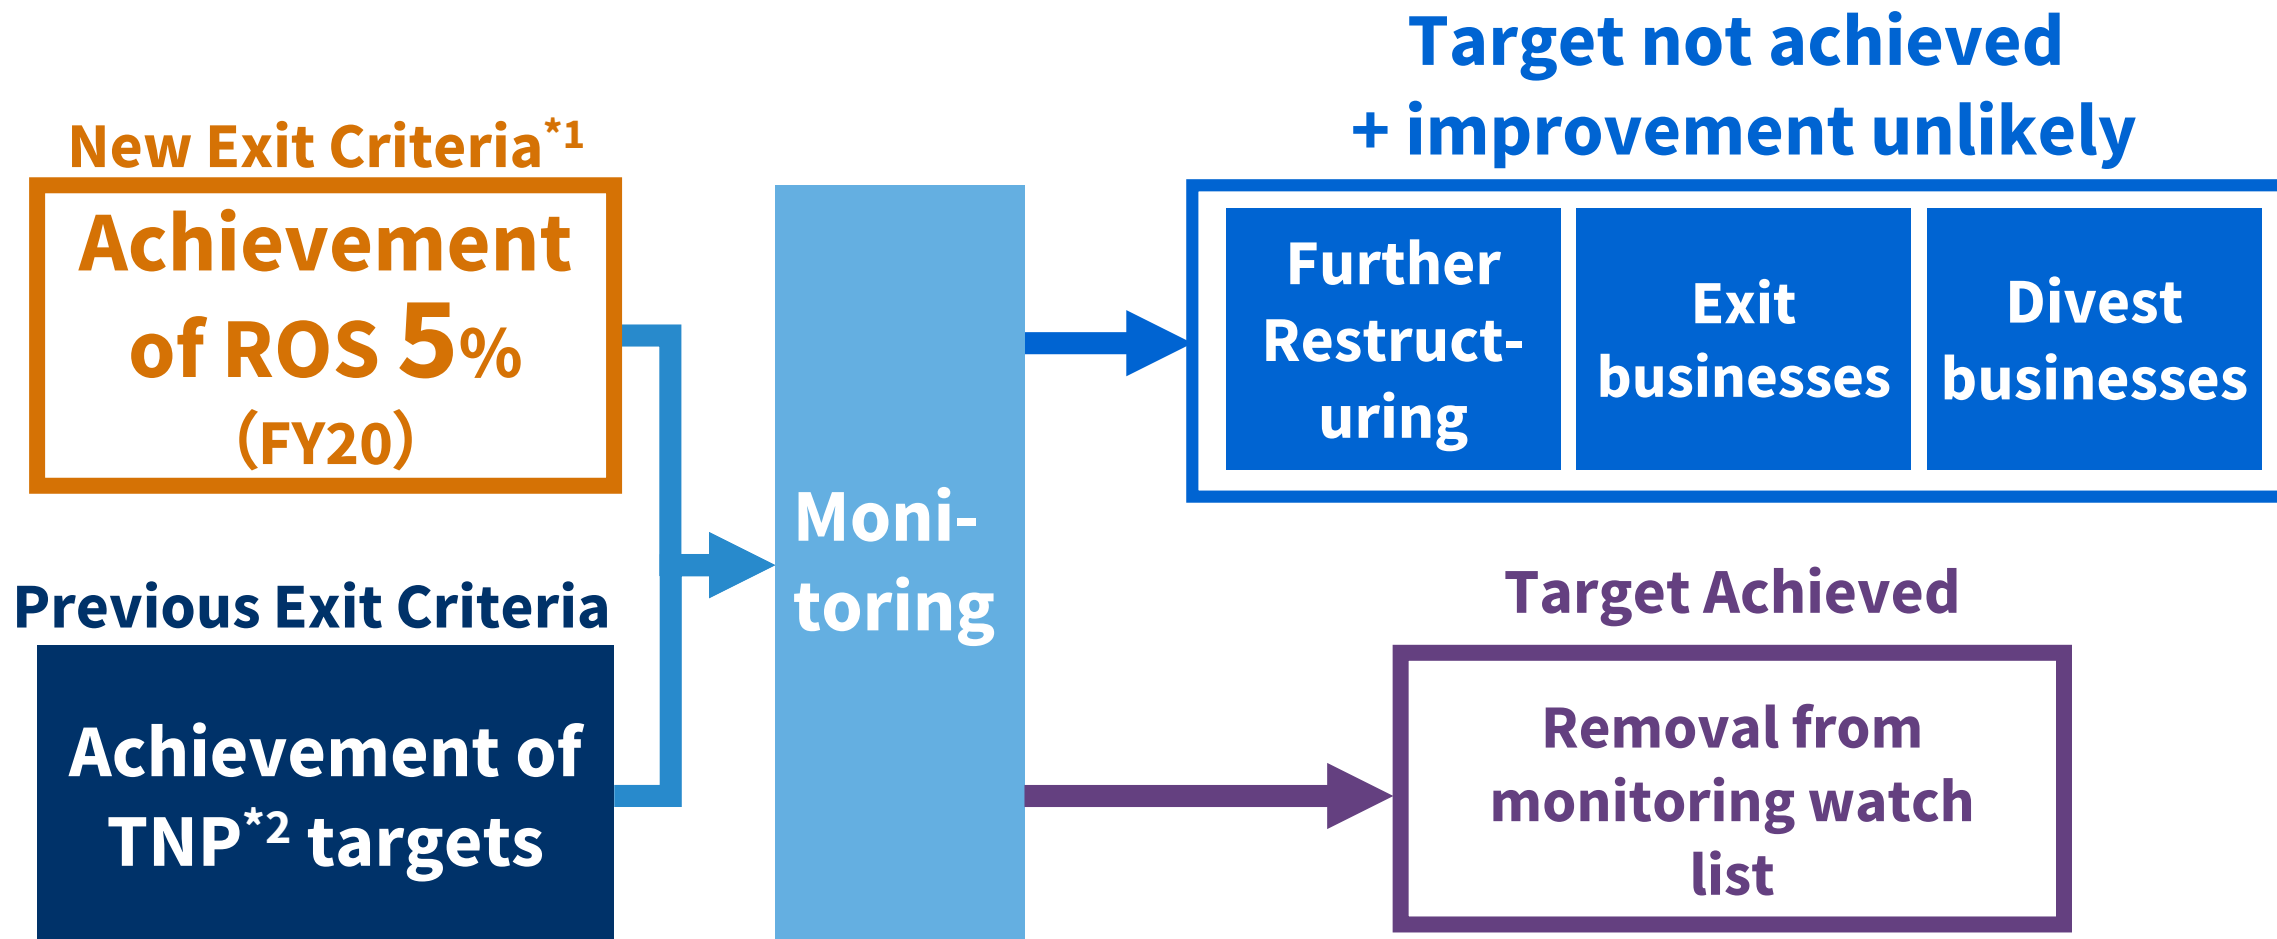 New Exit Criteria*1
Achievement
of ROS 5%
（FY20）
Previous Exit Criteria
Achievement of
TNP*2 targets
Moni-
toring
Target not achieved
+ improvement unlikely
Further
Restruct-
uring
Exit
businesses
Divest
businesses
Target Achieved
Removal from
monitoring watch
list